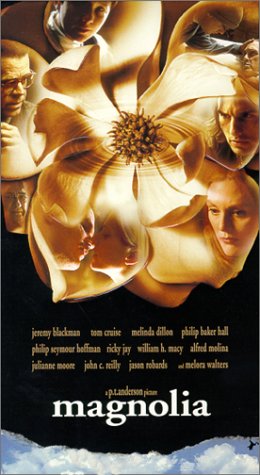 jeremy blackman tom cruise melinda dillon philip baker hall
philip seymour hoffman ricky jay william h. macy alfred molina
julianne moore john c. reilly jason robards and melora walters
a p.t. anderson picture
magnolia